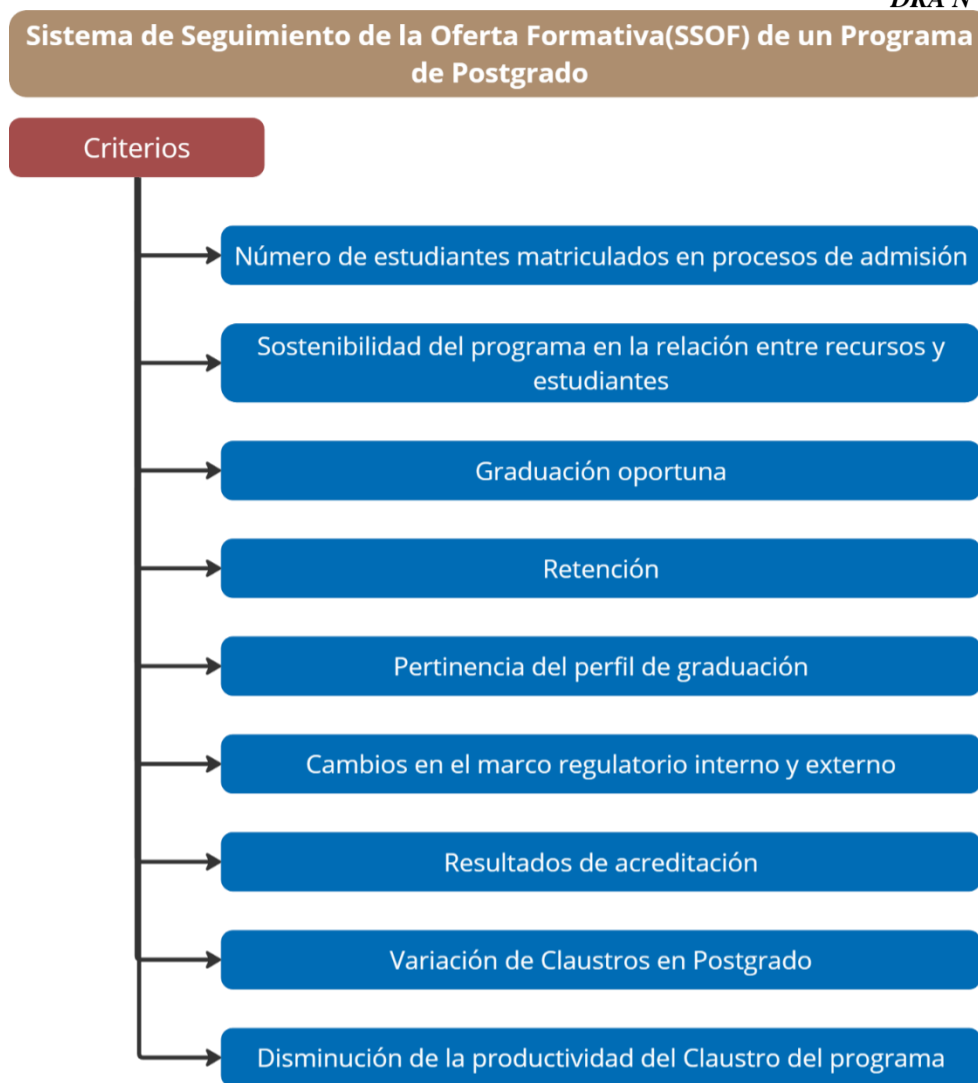 DRA N
Sistema de Seguimiento de la Oferta Formativa(SSOF) de un Programa
de Postgrado
Criterios
Número de estudiantes matriculados en procesos de admisión
Sostenibilidad del programa en la relación entre recursos y
estudiantes
Graduación oportuna
Retención
Pertinencia del perfil de graduación
Cambios en el marco regulatorio interno y externo
Resultados de acreditación
Variación de Claustros en Postgrado
Disminución de la productividad del Claustro del programa